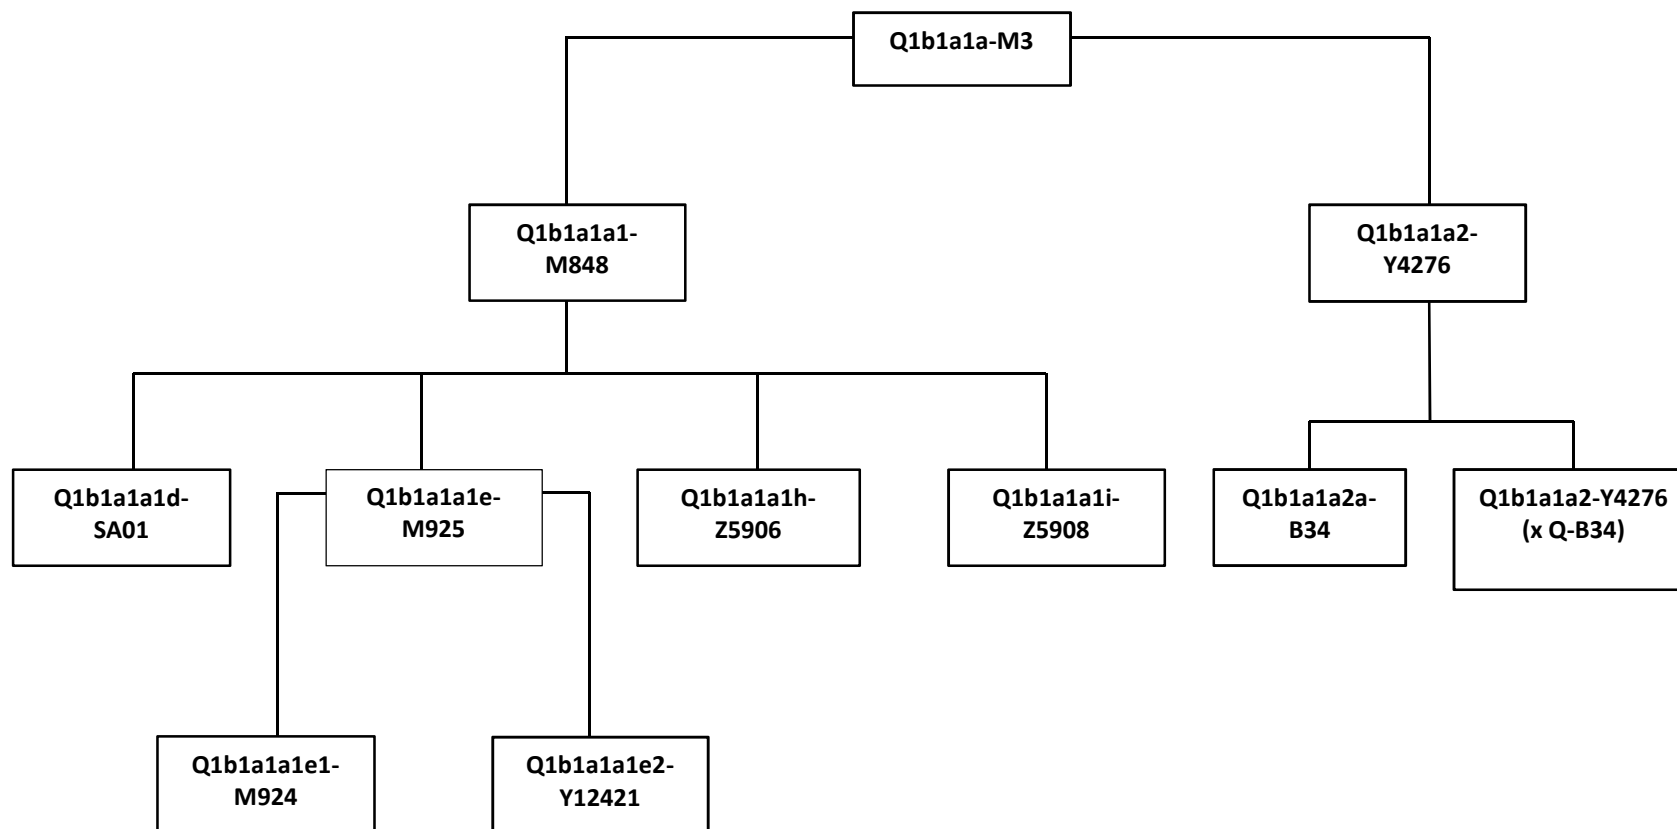 Q1b1a1a-M3
Q1b1a1a1-
M848
Q1b1a1a2-
Y4276
Q1b1a1a1d-
SA01
Q1b1a1a1e-
M925
Q1b1a1a1h-
Z5906
Q1b1a1a1i-
Z5908
Q1b1a1a2a-
B34
Q1b1a1a2-Y4276
(x Q-B34)
Q1b1a1a1e1-
M924
Q1b1a1a1e2-
Y12421